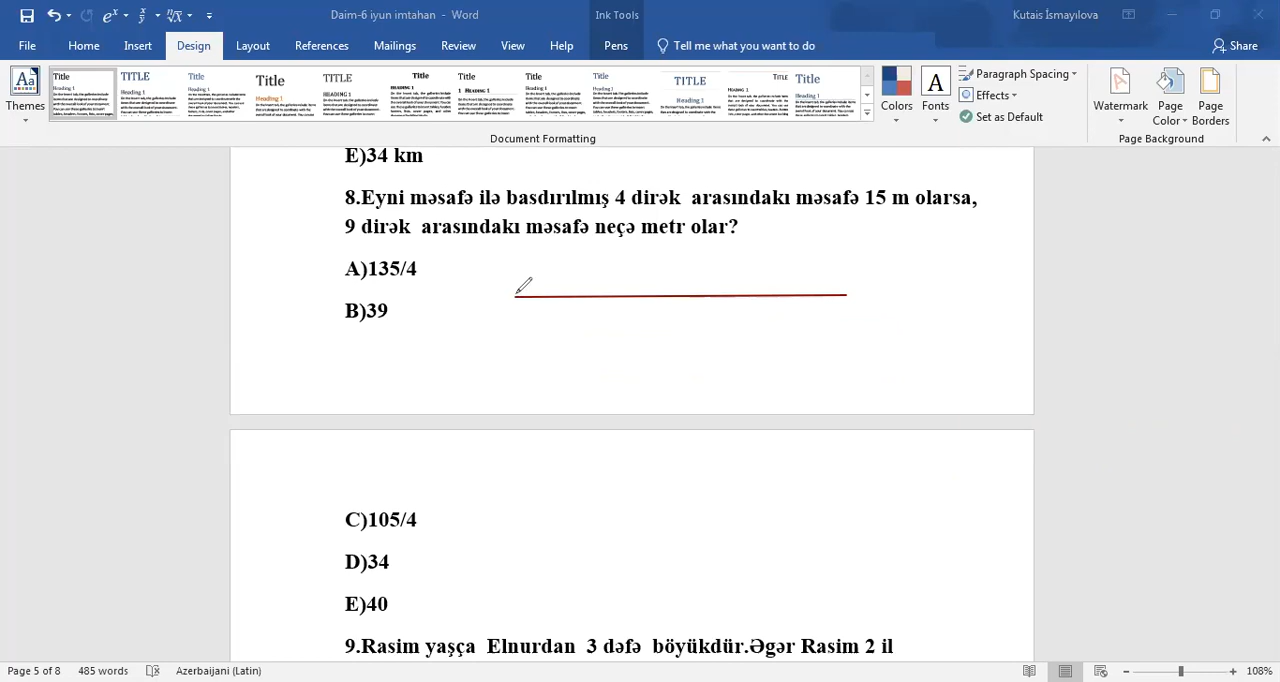 Daim-6 iyun imtahan - Word
Ink Tools
Kutais İsmayılova
File Home Insert Design Layout References Mailings Review View Help Pens Tell me what you want to do Share
Themes
Colors
Fonts
Paragraph Spacing
Effects
Set as Default
Watermark
Page Color
Page Borders
Document Formatting
Page Background
E)34 km
8.Eyni məsafə ilə basdırılmış 4 dirək arasındakı məsafə 15 m olarsa,
9 dirək arasındakı məsafə neçə metr olar?
A)135/4
B)39
C)105/4
D)34
E)40
9.Rasim yaşça Elnurdan 3 dəfə böyükdür.Əgər Rasim 2 il
Page 5 of 8 485 words Azerbaijani (Latin) 108%